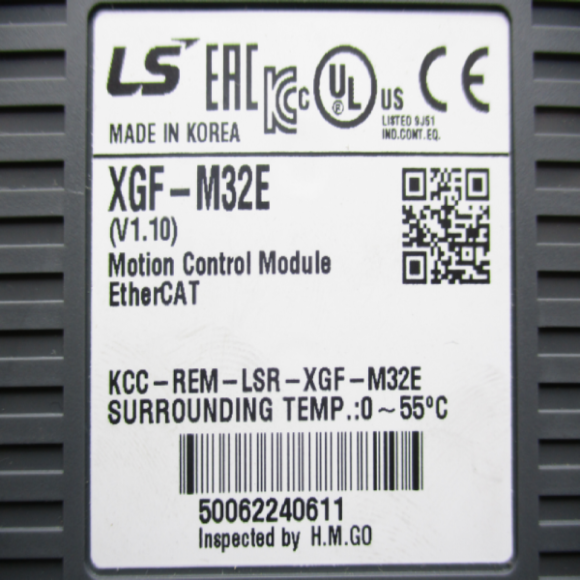 LS EAC KCc UL US CE
LISTED 9J51
IND.CONT.EQ.
MADE IN KOREA
XGF-M32E
(V1.10)
Motion Control Module
EtherCAT
KCC-REM-LSR-XGF-M32E
SURROUNDING TEMP.:0~55°C
50062240611
Inspected by H.M.GO